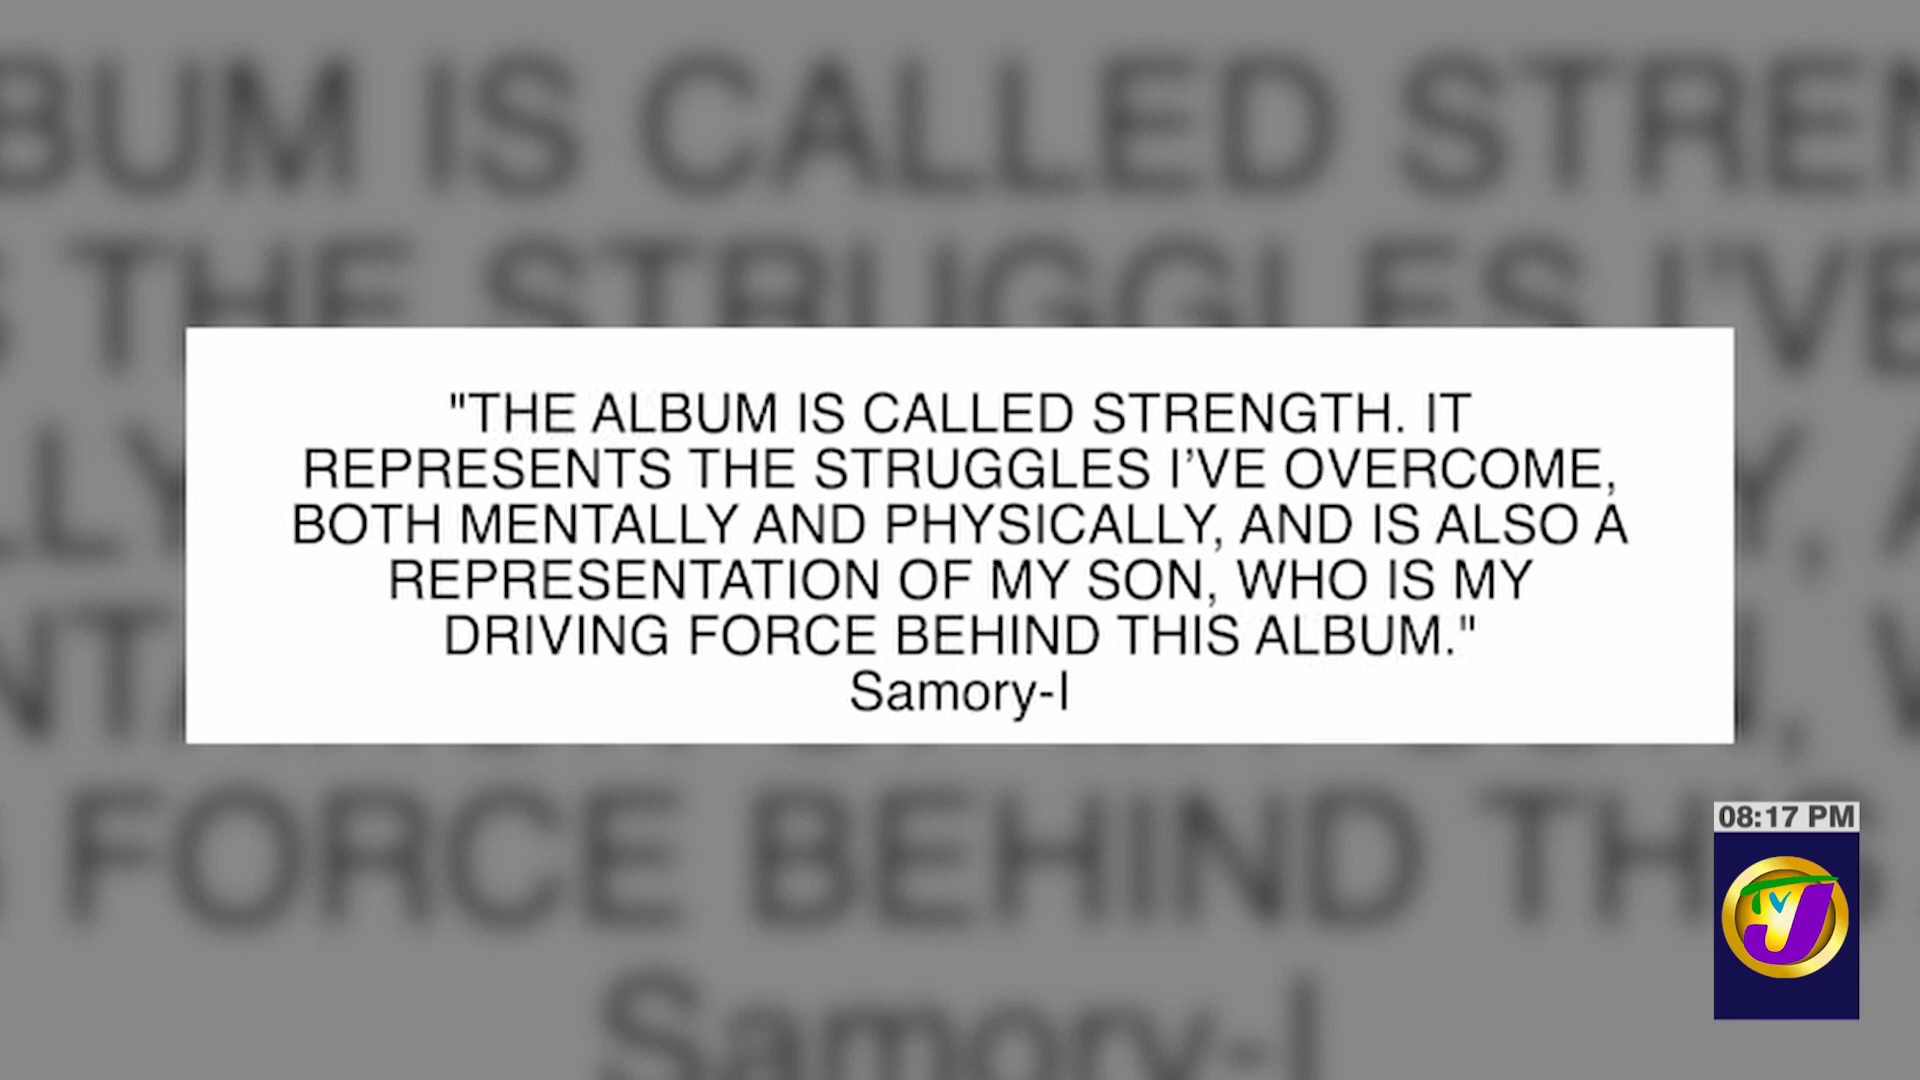 "THE ALBUM IS CALLED STRENGTH. IT
REPRESENTS THE STRUGGLES I’VE OVERCOME,
BOTH MENTALLY AND PHYSICALLY, AND IS ALSO A
REPRESENTATION OF MY SON, WHO IS MY
DRIVING FORCE BEHIND THIS ALBUM."
Samory-I
08:17 PM
TVJ